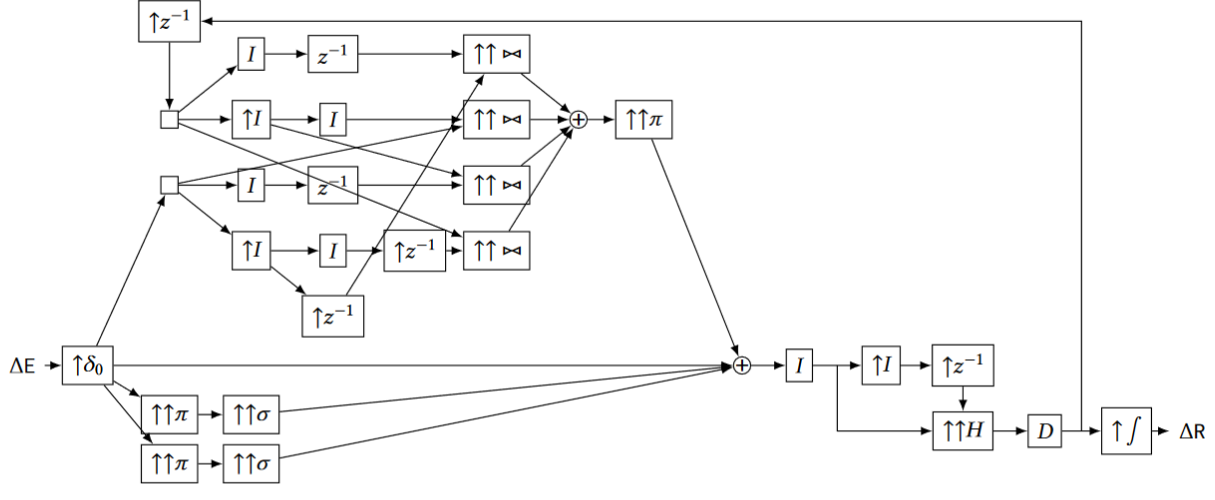 ↑z⁻¹
I z⁻¹ ↑↑ ⋈
↑I I ↑↑ ⋈ + ↑↑π
I z⁻¹ ↑↑ ⋈
↑I I ↑z⁻¹ ↑↑ ⋈
↑z⁻¹
ΔE ↑δ₀ + I ↑I ↑z⁻¹
↑↑π ↑↑σ ↑↑H D ↑∫ ΔR
↑↑π ↑↑σ